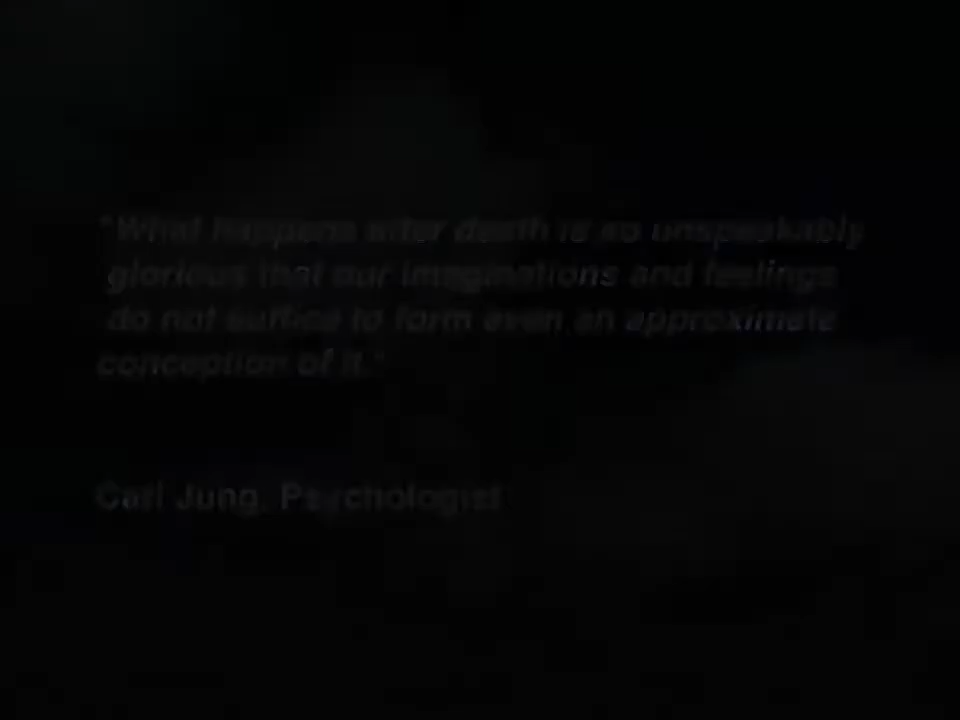 "What happens after death is so unspeakably
glorious that our imaginations and feelings
do not suffice to form even an approximate
conception of it."
Carl Jung, Psychologist